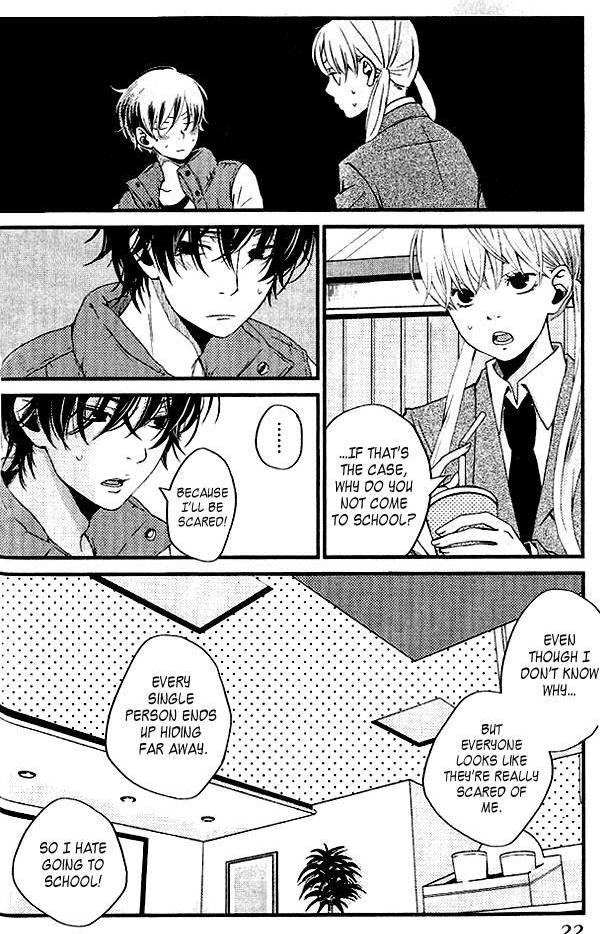 ...IF THAT'S
THE CASE,
WHY DO YOU
NOT COME
TO SCHOOL?
......
BECAUSE
I'LL BE
SCARED!
EVEN
THOUGH I
DON'T KNOW
WHY...
BUT
EVERYONE
LOOKS LIKE
THEY'RE REALLY
SCARED OF
ME.
EVERY
SINGLE
PERSON ENDS
UP HIDING
FAR AWAY.
SO I HATE
GOING TO
SCHOOL!
22